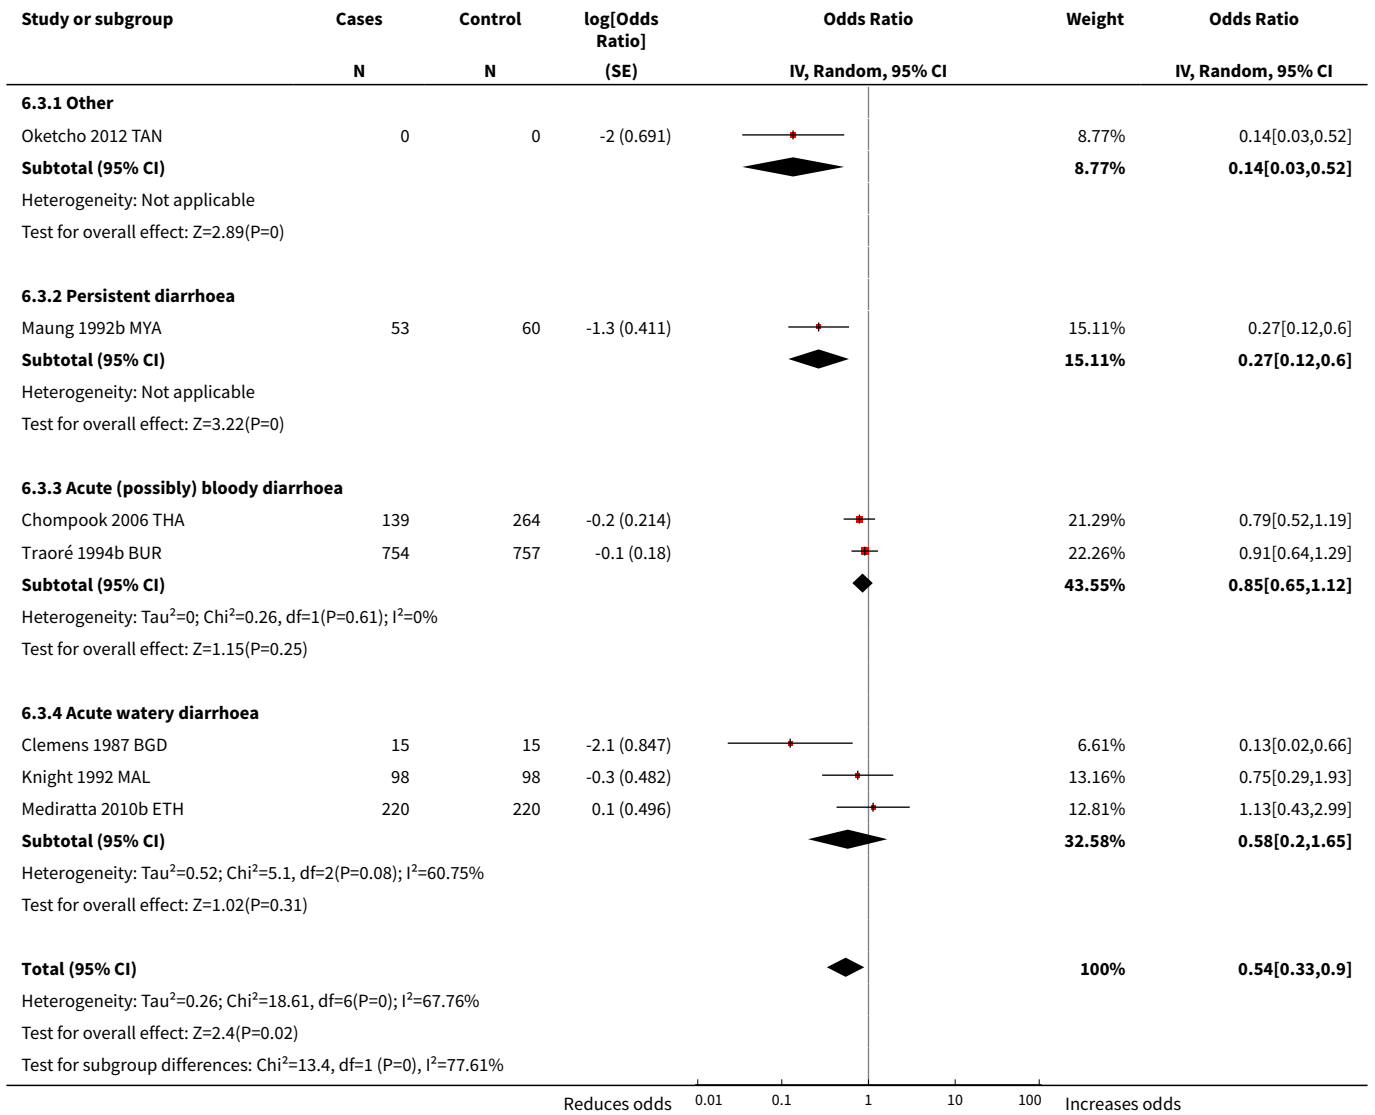 Study or subgroup Cases Control log[Odds Ratio] Odds Ratio Weight Odds Ratio
N N (SE) IV, Random, 95% CI IV, Random, 95% CI
6.3.1 Other
Oketcho 2012 TAN 0 0 -2 (0.691) 8.77% 0.14[0.03,0.52]
Subtotal (95% CI) 8.77% 0.14[0.03,0.52]
Heterogeneity: Not applicable
Test for overall effect: Z=2.89(P=0)
6.3.2 Persistent diarrhoea
Maung 1992b MYA 53 60 -1.3 (0.411) 15.11% 0.27[0.12,0.6]
Subtotal (95% CI) 15.11% 0.27[0.12,0.6]
Heterogeneity: Not applicable
Test for overall effect: Z=3.22(P=0)
6.3.3 Acute (possibly) bloody diarrhoea
Chompook 2006 THA 139 264 -0.2 (0.214) 21.29% 0.79[0.52,1.19]
Traoré 1994b BUR 754 757 -0.1 (0.18) 22.26% 0.91[0.64,1.29]
Subtotal (95% CI) 43.55% 0.85[0.65,1.12]
Heterogeneity: Tau²=0; Chi²=0.26, df=1(P=0.61); I²=0%
Test for overall effect: Z=1.15(P=0.25)
6.3.4 Acute watery diarrhoea
Clemens 1987 BGD 15 15 -2.1 (0.847) 6.61% 0.13[0.02,0.66]
Knight 1992 MAL 98 98 -0.3 (0.482) 13.16% 0.75[0.29,1.93]
Mediratta 2010b ETH 220 220 0.1 (0.496) 12.81% 1.13[0.43,2.99]
Subtotal (95% CI) 32.58% 0.58[0.2,1.65]
Heterogeneity: Tau²=0.52; Chi²=5.1, df=2(P=0.08); I²=60.75%
Test for overall effect: Z=1.02(P=0.31)
Total (95% CI) 100% 0.54[0.33,0.9]
Heterogeneity: Tau²=0.26; Chi²=18.61, df=6(P=0); I²=67.76%
Test for overall effect: Z=2.4(P=0.02)
Test for subgroup differences: Chi²=13.4, df=1 (P=0), I²=77.61%
Reduces odds 0.01 0.1 1 10 100 Increases odds